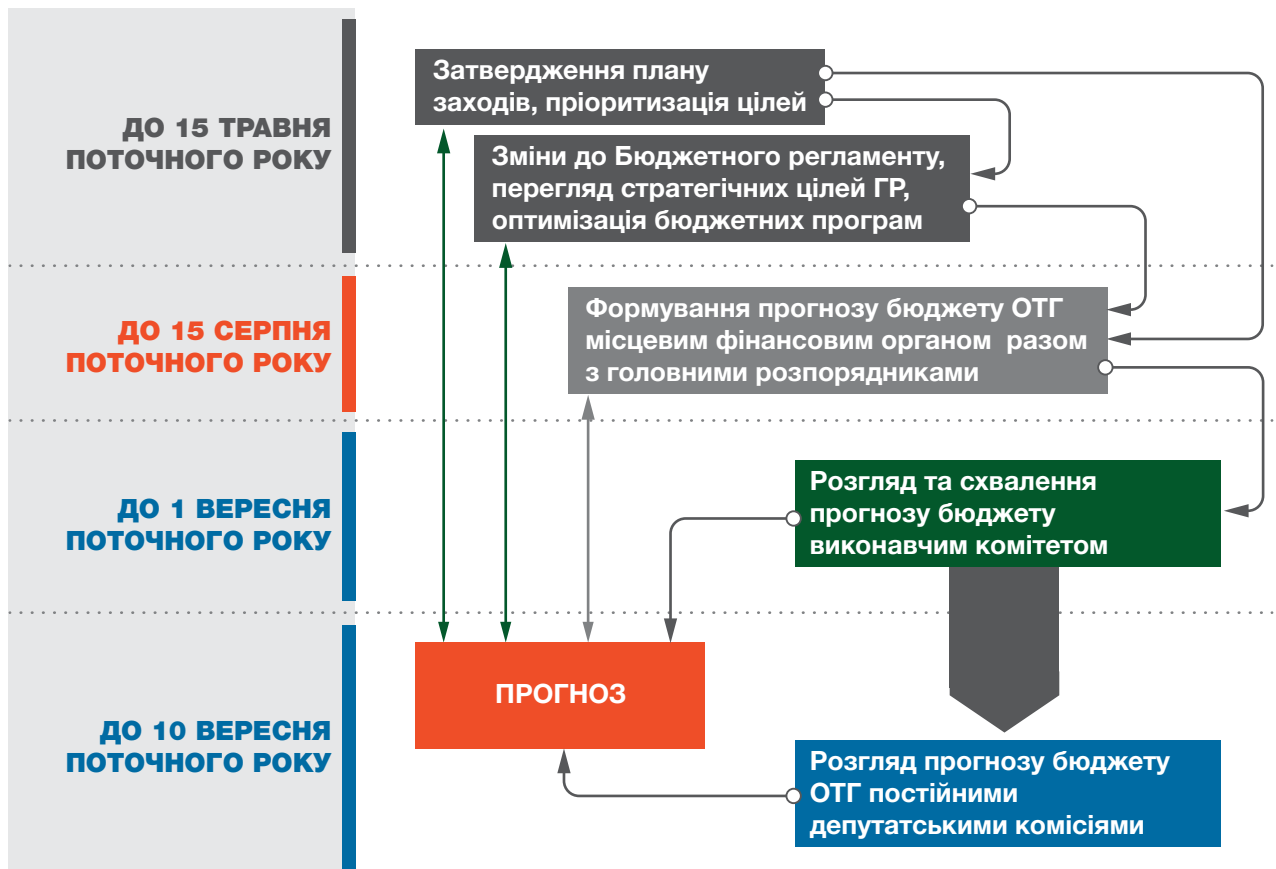 ДО 15 ТРАВНЯ
ПОТОЧНОГО РОКУ
Затвердження плану
заходів, пріоритизація цілей
Зміни до Бюджетного регламенту,
перегляд стратегічних цілей ГР,
оптимізація бюджетних програм
ДО 15 СЕРПНЯ
ПОТОЧНОГО РОКУ
Формування прогнозу бюджету ОТГ
місцевим фінансовим органом разом
з головними розпорядниками
ДО 1 ВЕРЕСНЯ
ПОТОЧНОГО РОКУ
Розгляд та схвалення
прогнозу бюджету
виконавчим комітетом
ДО 10 ВЕРЕСНЯ
ПОТОЧНОГО РОКУ
ПРОГНОЗ
Розгляд прогнозу бюджету
ОТГ постійними
депутатськими комісіями